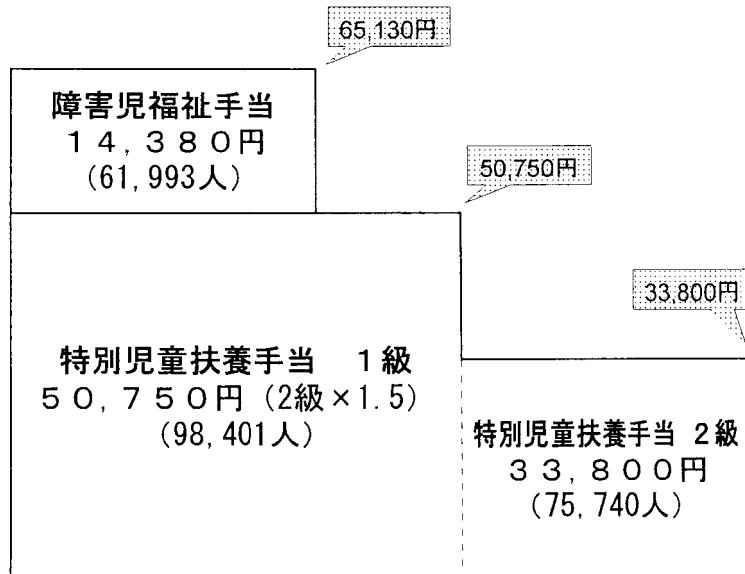 65,130円
障害児福祉手当
１４,３８０円
(61,993人)
50,750円
33,800円
特別児童扶養手当　１級
５０,７５０円（2級×1.5）
(98,401人)
特別児童扶養手当 2級
３３,８００円
(75,740人)